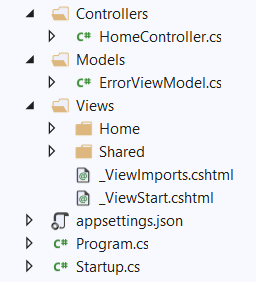 Controllers
C# HomeController.cs
Models
C# ErrorViewModel.cs
Views
Home
Shared
@ _ViewImports.cshtml
@ _ViewStart.cshtml
appsettings.json
C# Program.cs
C# Startup.cs